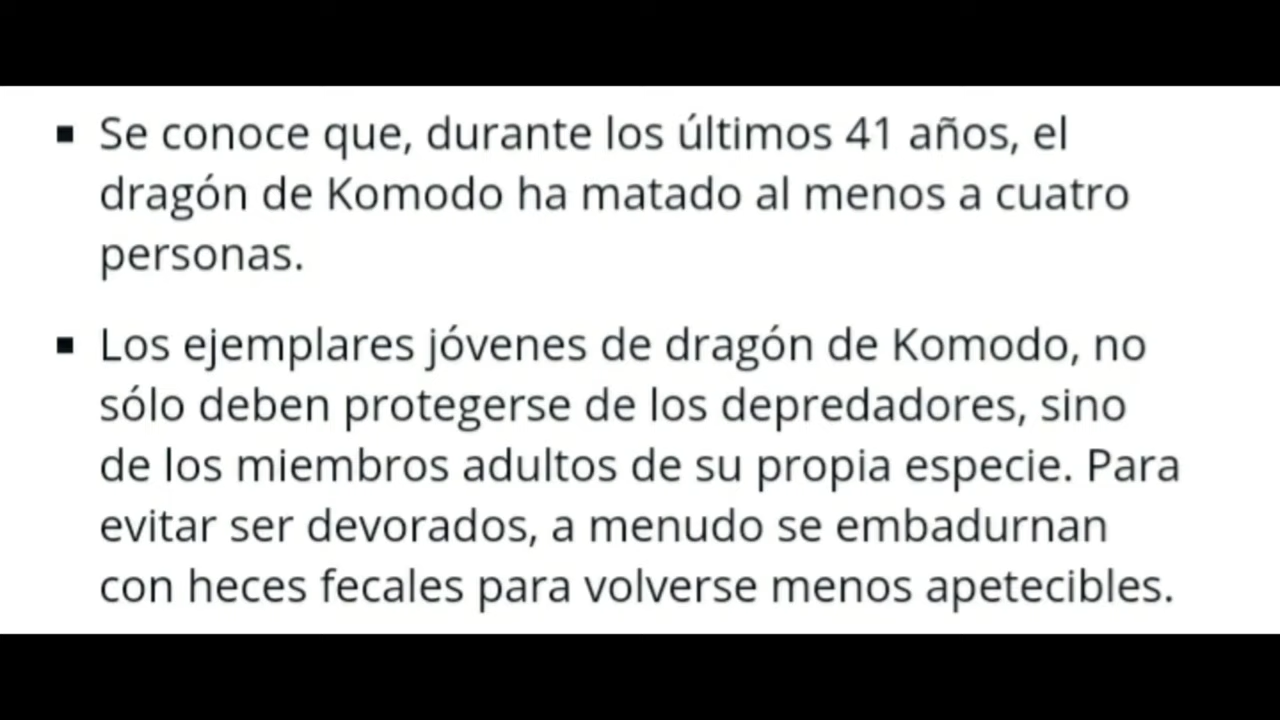 ▪ Se conoce que, durante los últimos 41 años, el
dragón de Komodo ha matado al menos a cuatro
personas.
▪ Los ejemplares jóvenes de dragón de Komodo, no
sólo deben protegerse de los depredadores, sino
de los miembros adultos de su propia especie. Para
evitar ser devorados, a menudo se embadurnan
con heces fecales para volverse menos apetecibles.